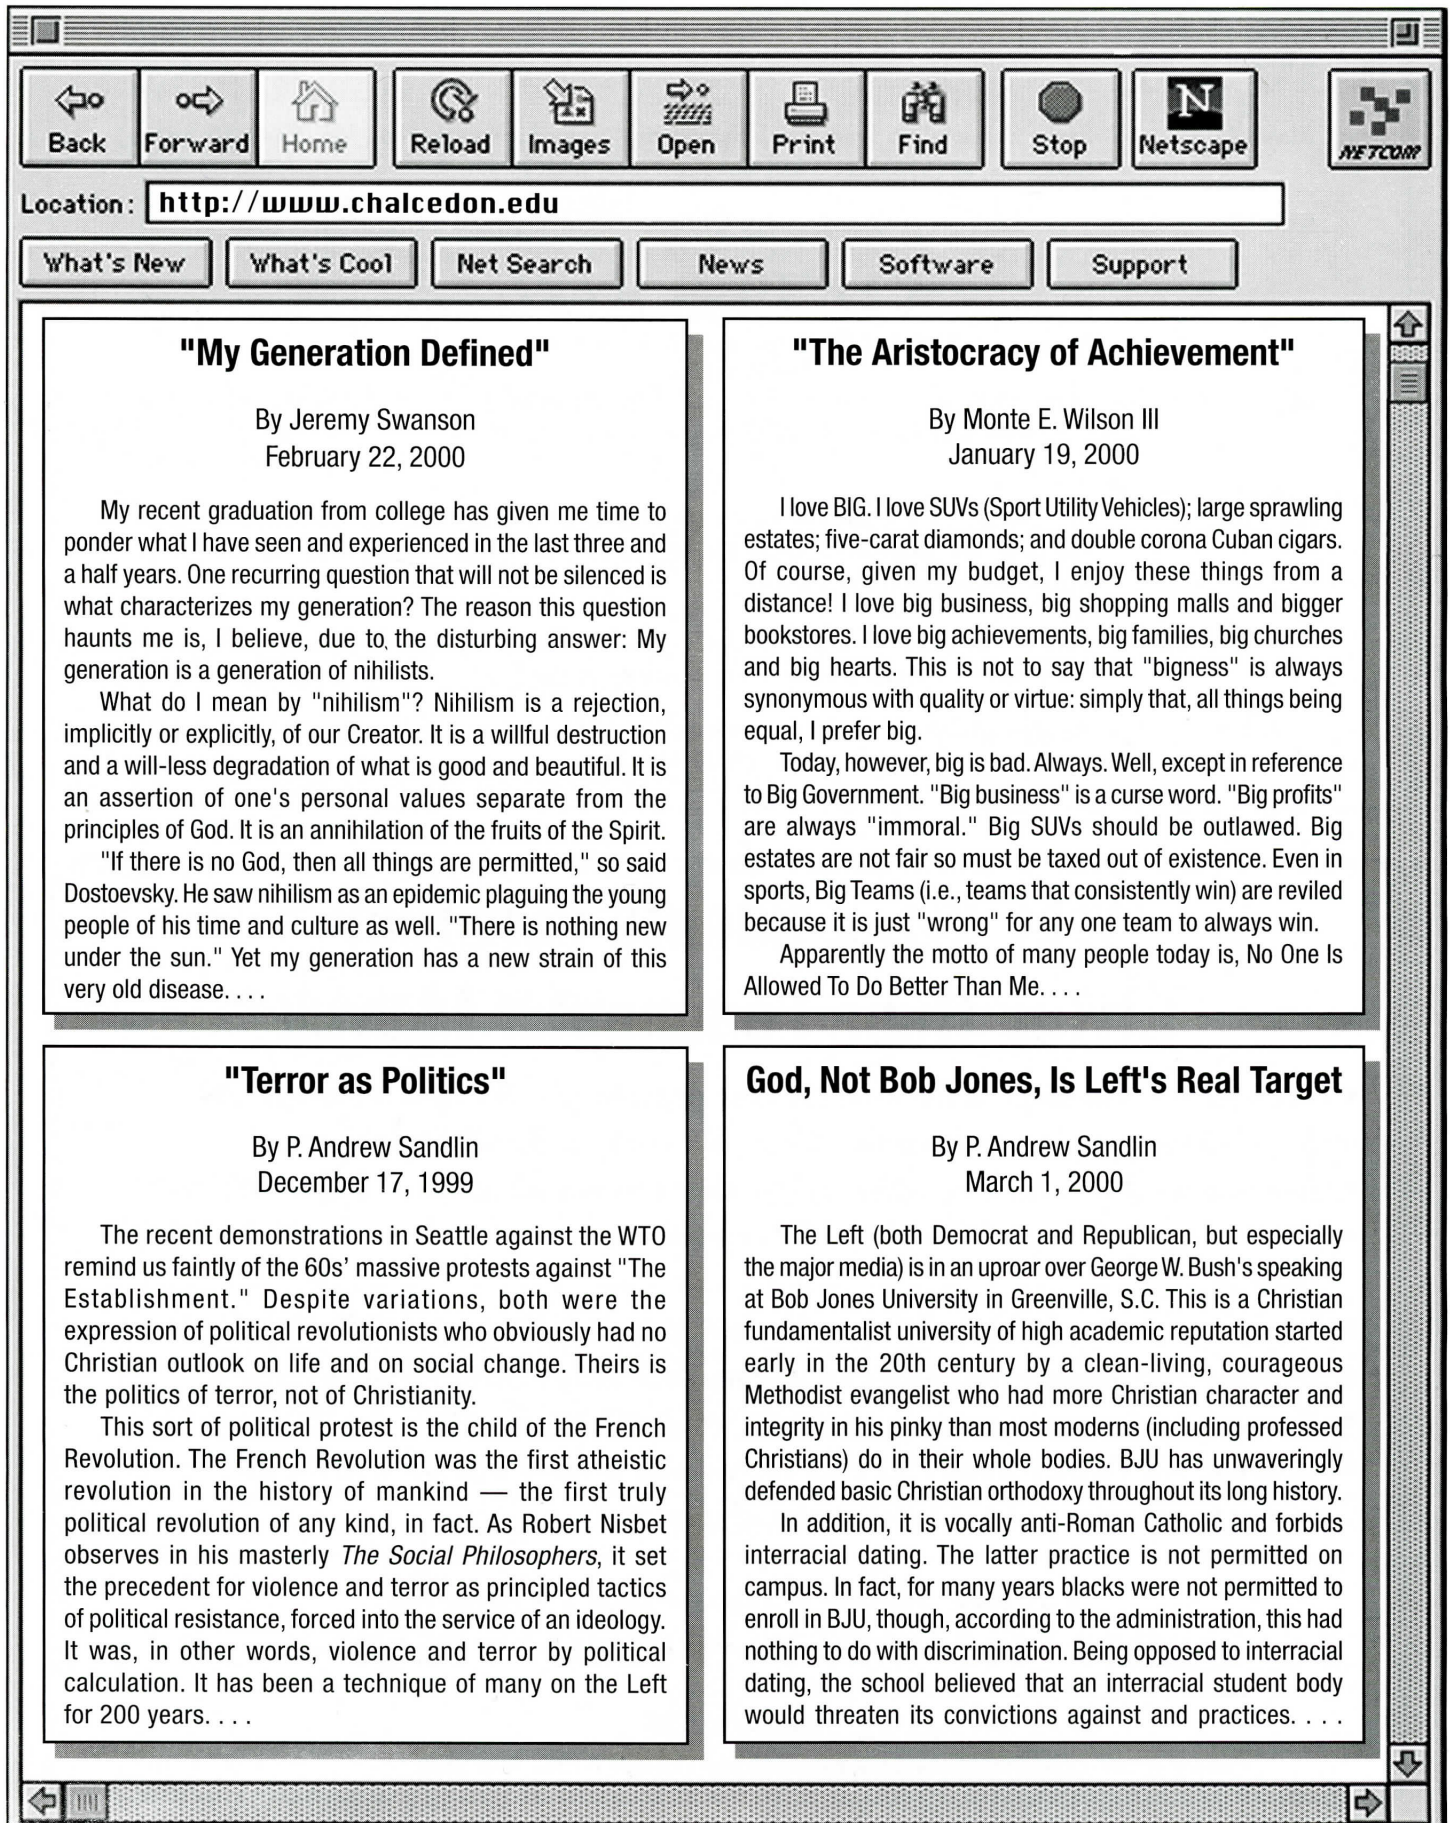 Back
Forward
Home
Reload
Images
Open
Print
Find
Stop
N
Netscape
NETCOM
Location: http://www.chalcedon.edu
What's New
What's Cool
Net Search
News
Software
Support
"My Generation Defined"
By Jeremy Swanson
February 22, 2000
My recent graduation from college has given me time to
ponder what I have seen and experienced in the last three and
a half years. One recurring question that will not be silenced is
what characterizes my generation? The reason this question
haunts me is, I believe, due to the disturbing answer: My
generation is a generation of nihilists.
What do I mean by "nihilism"? Nihilism is a rejection,
implicitly or explicitly, of our Creator. It is a willful destruction
and a will-less degradation of what is good and beautiful. It is
an assertion of one's personal values separate from the
principles of God. It is an annihilation of the fruits of the Spirit.
"If there is no God, then all things are permitted," so said
Dostoevsky. He saw nihilism as an epidemic plaguing the young
people of his time and culture as well. "There is nothing new
under the sun." Yet my generation has a new strain of this
very old disease. . . .
"The Aristocracy of Achievement"
By Monte E. Wilson III
January 19, 2000
I love BIG. I love SUVs (Sport Utility Vehicles); large sprawling
estates; five-carat diamonds; and double corona Cuban cigars.
Of course, given my budget, I enjoy these things from a
distance! I love big business, big shopping malls and bigger
bookstores. I love big achievements, big families, big churches
and big hearts. This is not to say that "bigness" is always
synonymous with quality or virtue: simply that, all things being
equal, I prefer big.
Today, however, big is bad. Always. Well, except in reference
to Big Government. "Big business" is a curse word. "Big profits"
are always "immoral." Big SUVs should be outlawed. Big
estates are not fair so must be taxed out of existence. Even in
sports, Big Teams (i.e., teams that consistently win) are reviled
because it is just "wrong" for any one team to always win.
Apparently the motto of many people today is, No One Is
Allowed To Do Better Than Me. . . .
"Terror as Politics"
By P. Andrew Sandlin
December 17, 1999
The recent demonstrations in Seattle against the WTO
remind us faintly of the 60s' massive protests against "The
Establishment." Despite variations, both were the
expression of political revolutionists who obviously had no
Christian outlook on life and on social change. Theirs is
the politics of terror, not of Christianity.
This sort of political protest is the child of the French
Revolution. The French Revolution was the first atheistic
revolution in the history of mankind — the first truly
political revolution of any kind, in fact. As Robert Nisbet
observes in his masterly The Social Philosophers, it set
the precedent for violence and terror as principled tactics
of political resistance, forced into the service of an ideology.
It was, in other words, violence and terror by political
calculation. It has been a technique of many on the Left
for 200 years. . . .
God, Not Bob Jones, Is Left's Real Target
By P. Andrew Sandlin
March 1, 2000
The Left (both Democrat and Republican, but especially
the major media) is in an uproar over George W. Bush's speaking
at Bob Jones University in Greenville, S.C. This is a Christian
fundamentalist university of high academic reputation started
early in the 20th century by a clean-living, courageous
Methodist evangelist who had more Christian character and
integrity in his pinky than most moderns (including professed
Christians) do in their whole bodies. BJU has unwaveringly
defended basic Christian orthodoxy throughout its long history.
In addition, it is vocally anti-Roman Catholic and forbids
interracial dating. The latter practice is not permitted on
campus. In fact, for many years blacks were not permitted to
enroll in BJU, though, according to the administration, this had
nothing to do with discrimination. Being opposed to interracial
dating, the school believed that an interracial student body
would threaten its convictions against and practices. . . .